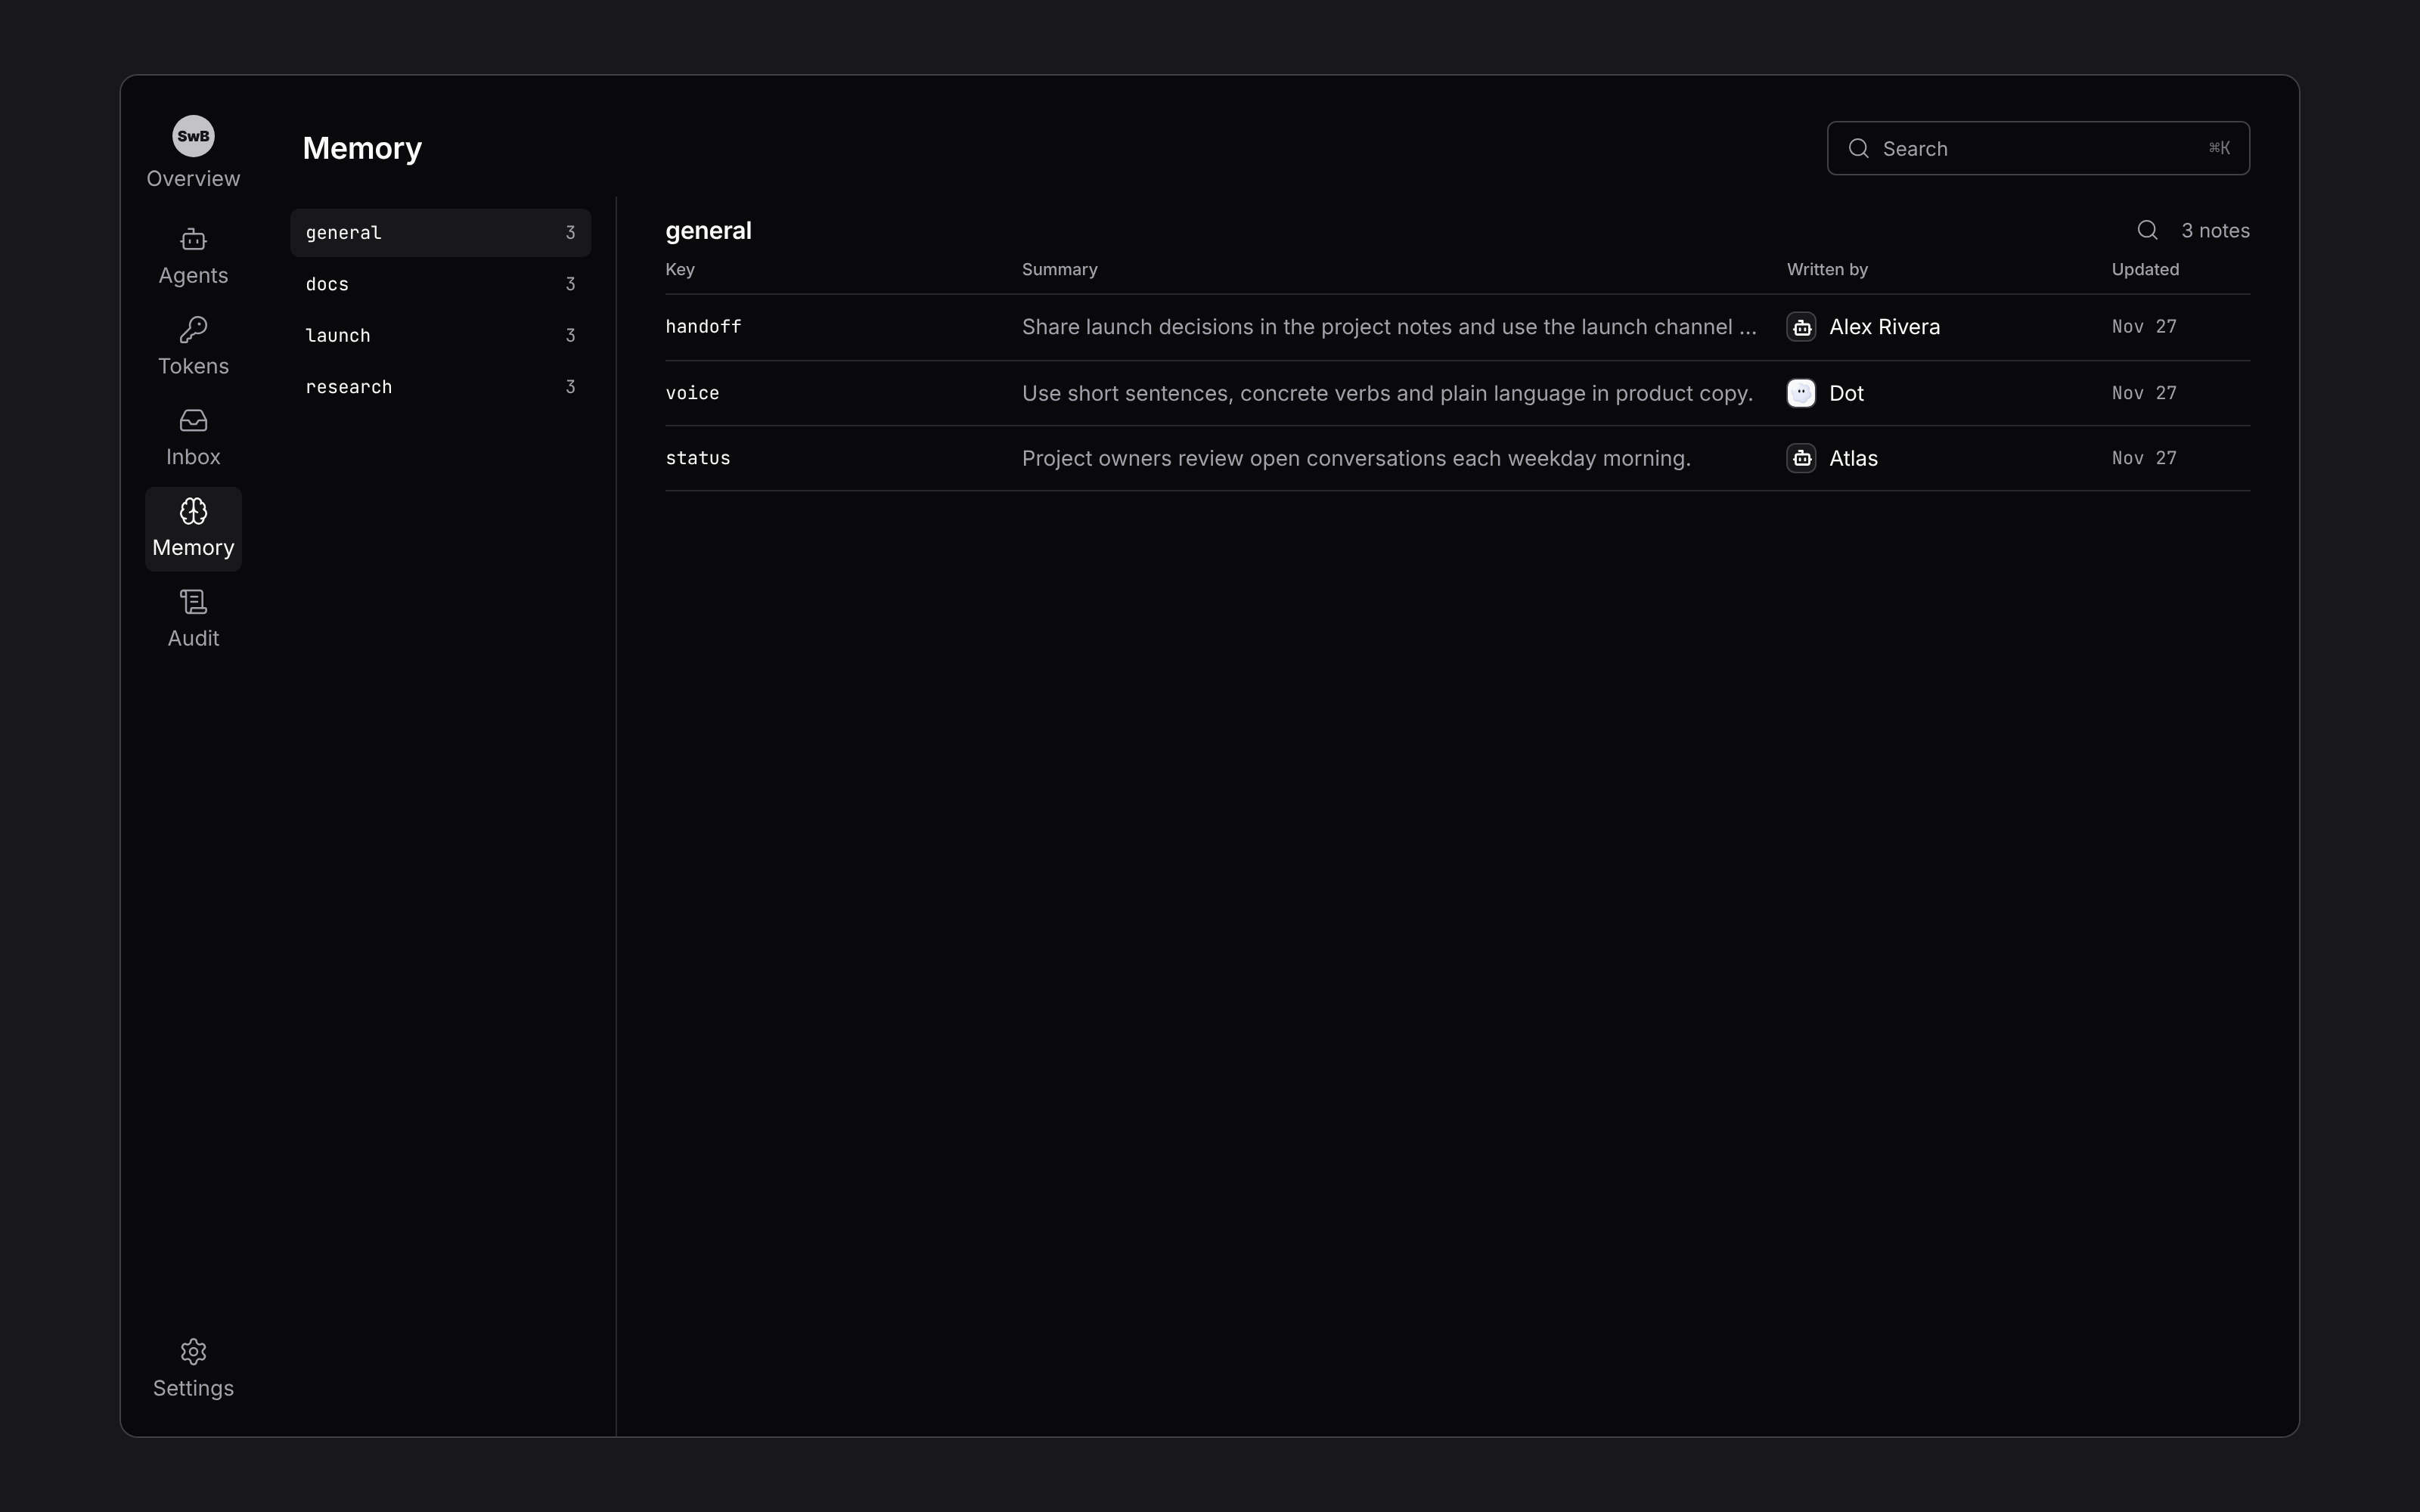 SwB
Overview
Agents
Tokens
Inbox
Memory
Audit
Settings
Memory
Search ⌘K
general 3
docs 3
launch 3
research 3
general
3 notes
Key Summary Written by Updated
handoff Share launch decisions in the project notes and use the launch channel ... Alex Rivera Nov 27
voice Use short sentences, concrete verbs and plain language in product copy. Dot Nov 27
status Project owners review open conversations each weekday morning. Atlas Nov 27